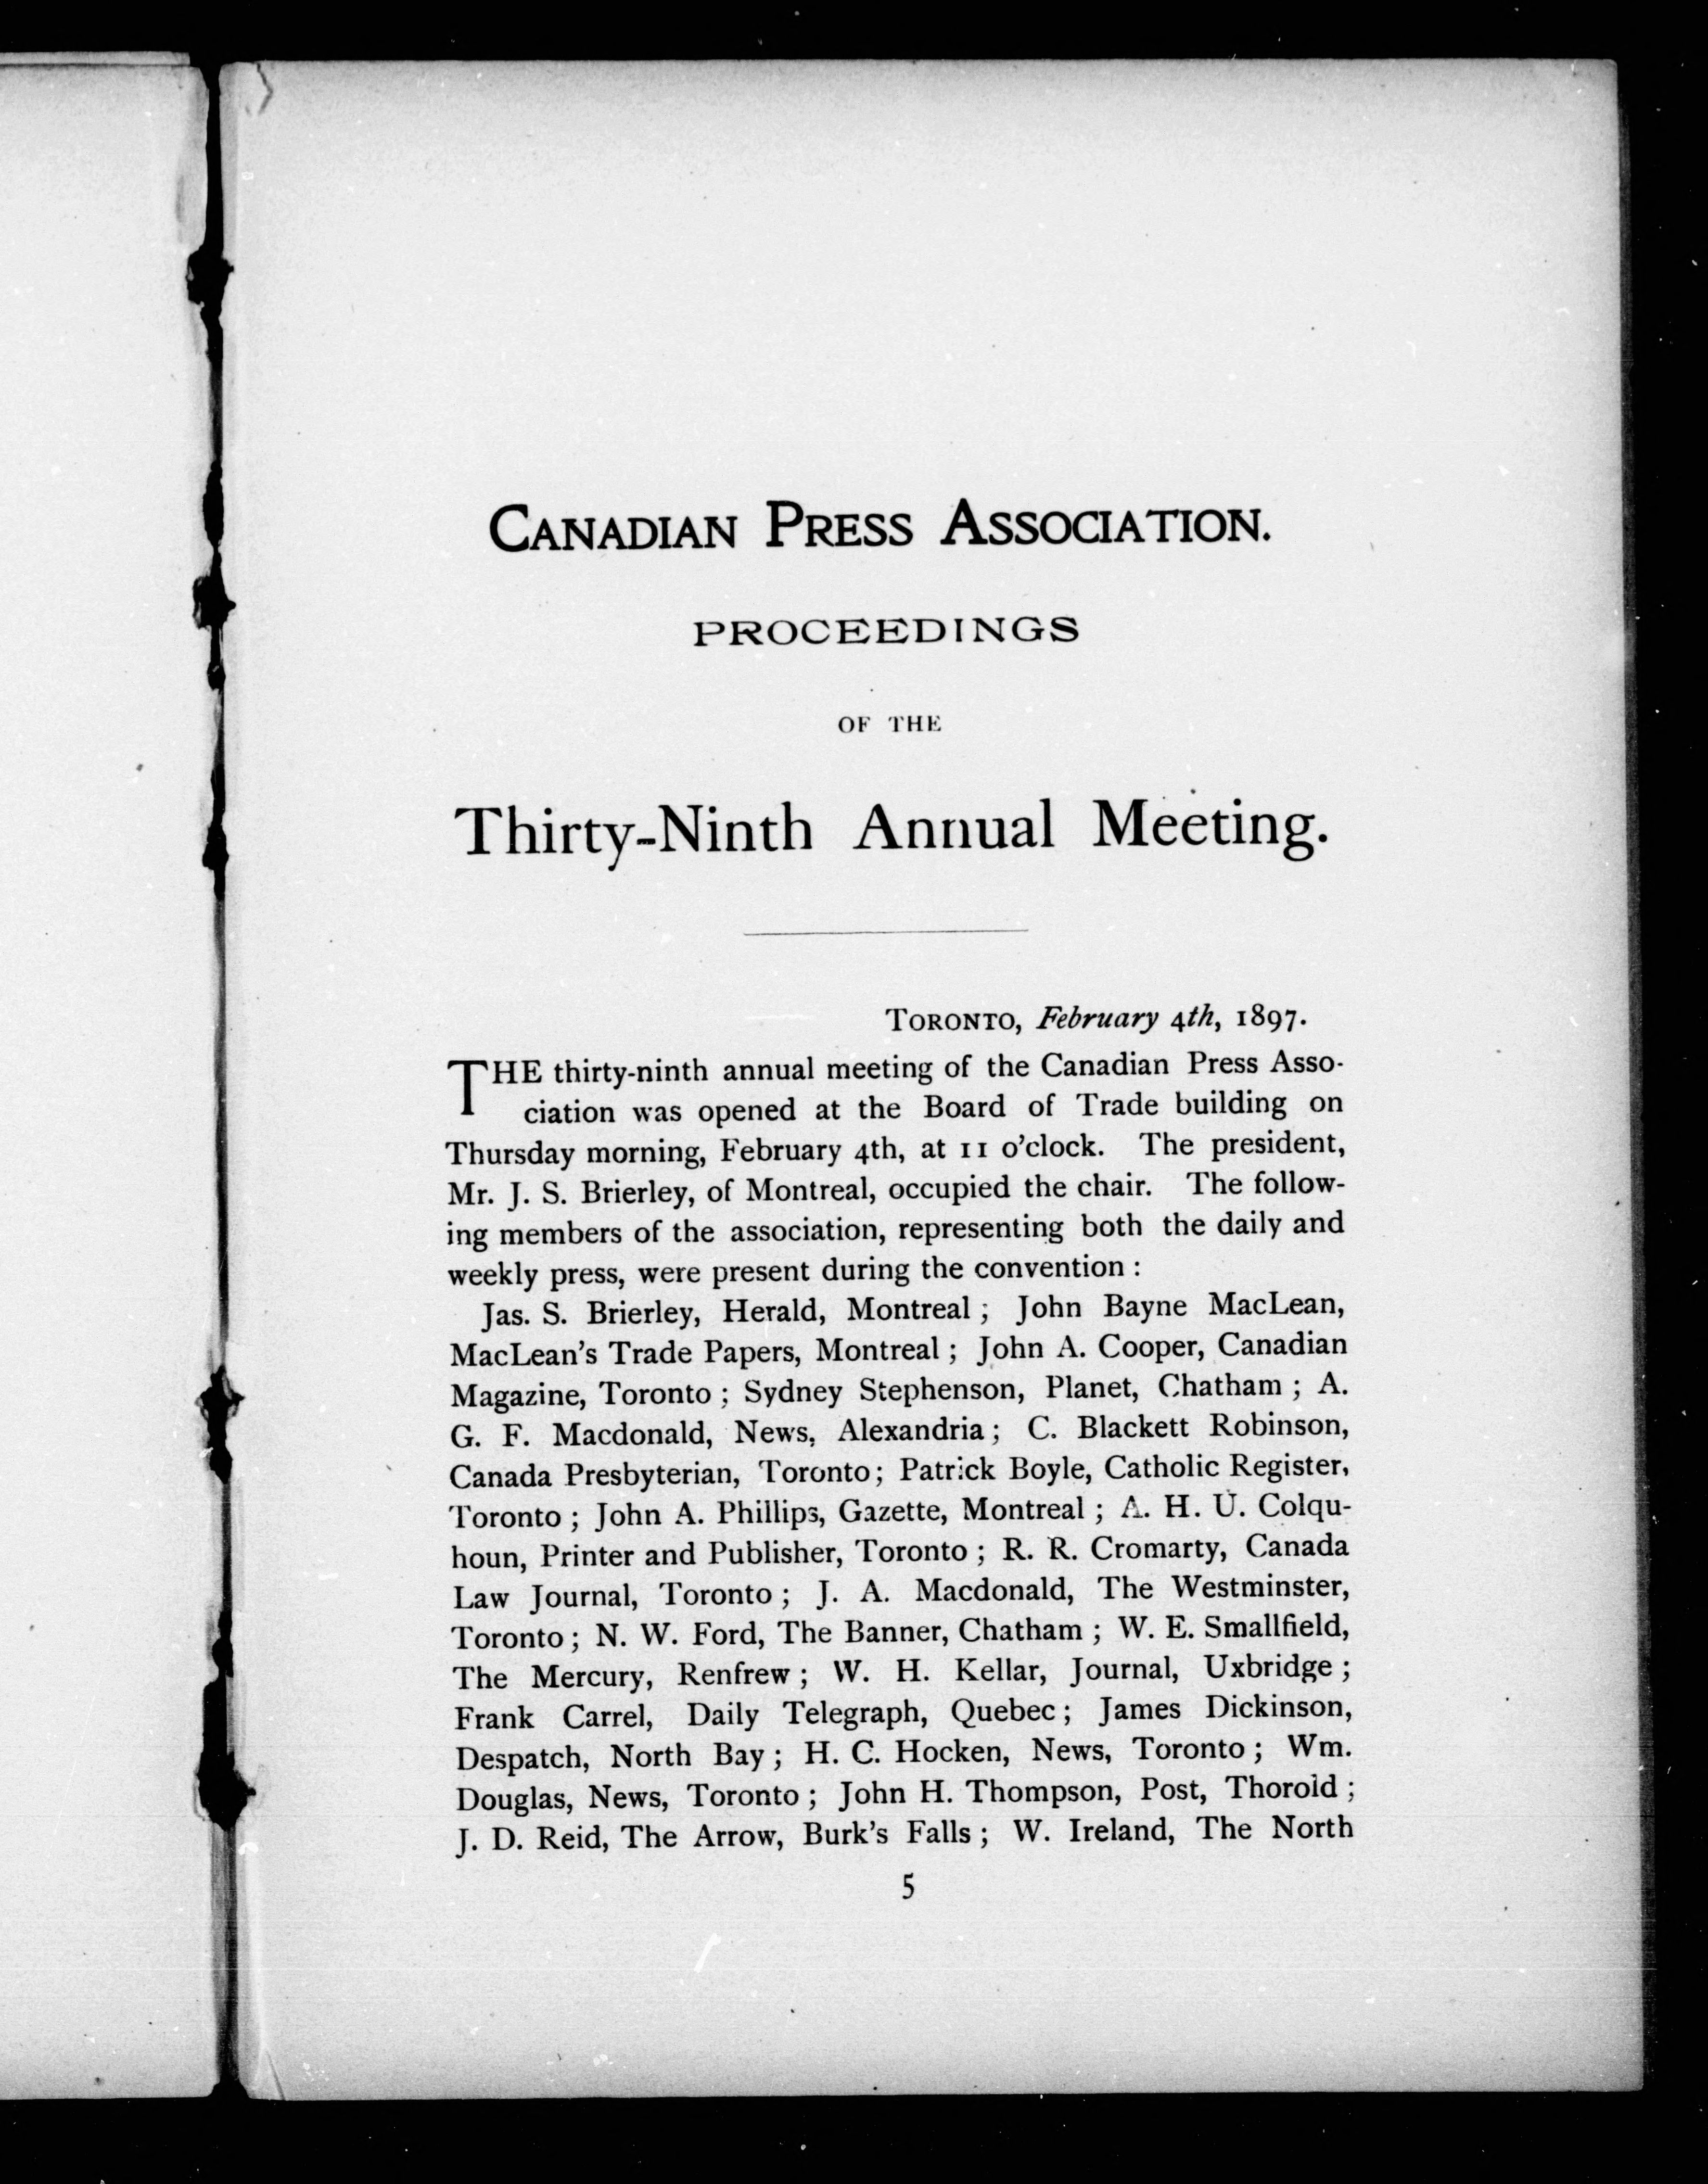 CANADIAN PRESS ASSOCIATION.
PROCEEDINGS
OF THE
Thirty-Ninth Annual Meeting.
TORONTO, February 4th, 1897.
THE thirty-ninth annual meeting of the Canadian Press Asso-
ciation was opened at the Board of Trade building on
Thursday morning, February 4th, at 11 o'clock. The president,
Mr. J. S. Brierley, of Montreal, occupied the chair. The follow-
ing members of the association, representing both the daily and
weekly press, were present during the convention :
Jas. S. Brierley, Herald, Montreal ; John Bayne MacLean,
MacLean's Trade Papers, Montreal ; John A. Cooper, Canadian
Magazine, Toronto ; Sydney Stephenson, Planet, Chatham ; A.
G. F. Macdonald, News, Alexandria ; C. Blackett Robinson,
Canada Presbyterian, Toronto ; Patrick Boyle, Catholic Register,
Toronto ; John A. Phillips, Gazette, Montreal ; A. H. U. Colqu-
houn, Printer and Publisher, Toronto ; R. R. Cromarty, Canada
Law Journal, Toronto ; J. A. Macdonald, The Westminster,
Toronto ; N. W. Ford, The Banner, Chatham ; W. E. Smallfield,
The Mercury, Renfrew ; W. H. Kellar, Journal, Uxbridge ;
Frank Carrel, Daily Telegraph, Quebec ; James Dickinson,
Despatch, North Bay ; H. C. Hocken, News, Toronto ; Wm.
Douglas, News, Toronto ; John H. Thompson, Post, Thorold ;
J. D. Reid, The Arrow, Burk's Falls ; W. Ireland, The North
5